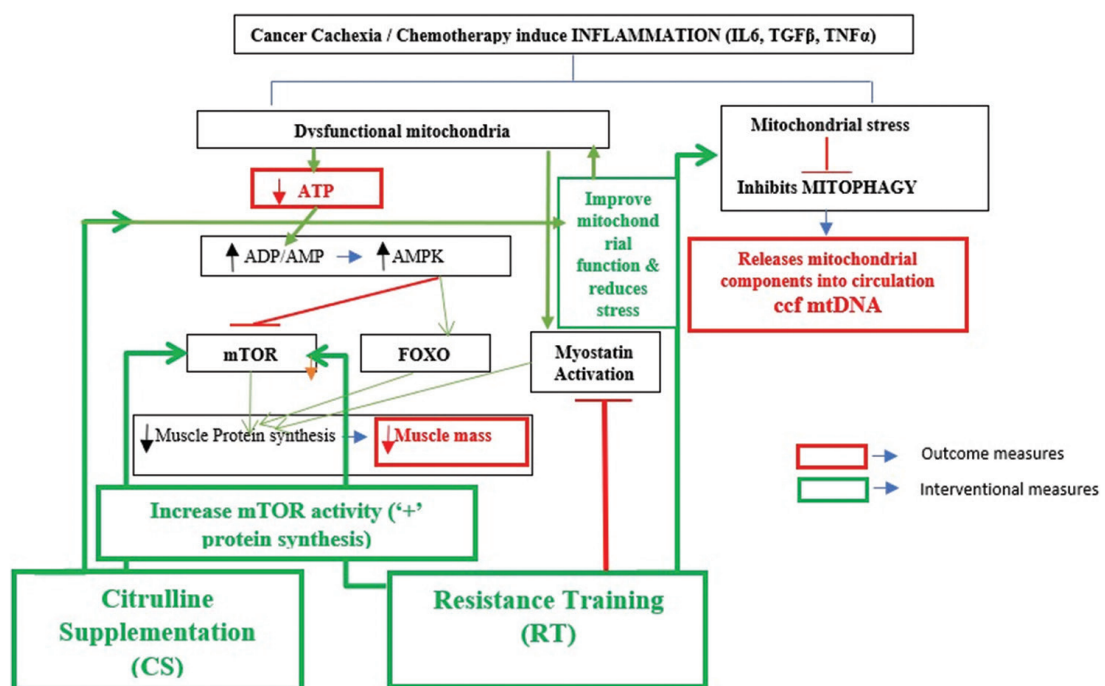 Cancer Cachexia / Chemotherapy induce INFLAMMATION (IL6, TGFβ, TNFα)
Dysfunctional mitochondria
Mitochondrial stress
Inhibits MITOPHAGY
ATP
Improve
mitochond
rial
function &
reduces
stress
ADP/AMP
AMPK
Releases mitochondrial
components into circulation
ccf mtDNA
mTOR
FOXO
Myostatin
Activation
Muscle Protein synthesis
Muscle mass
Outcome measures
Interventional measures
Increase mTOR activity (‘+’
protein synthesis)
Citrulline
Supplementation
(CS)
Resistance Training
(RT)